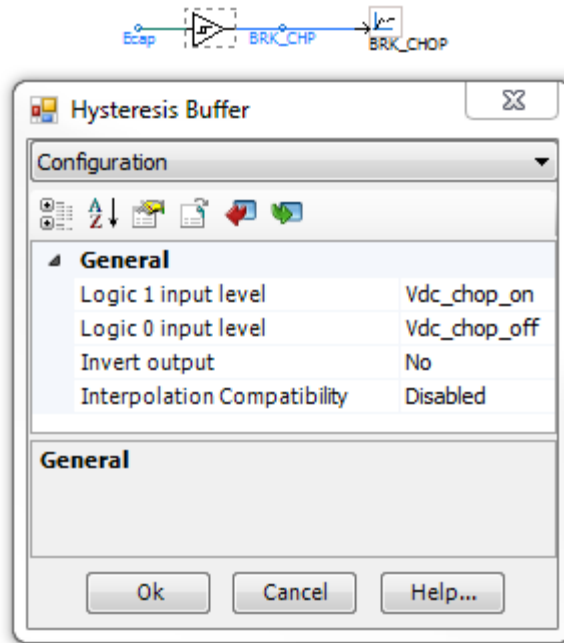 Ecap BRK_CHP BRK_CHOP
Hysteresis Buffer
Configuration
General
Logic 1 input level Vdc_chop_on
Logic 0 input level Vdc_chop_off
Invert output No
Interpolation Compatibility Disabled
General
Ok Cancel Help...